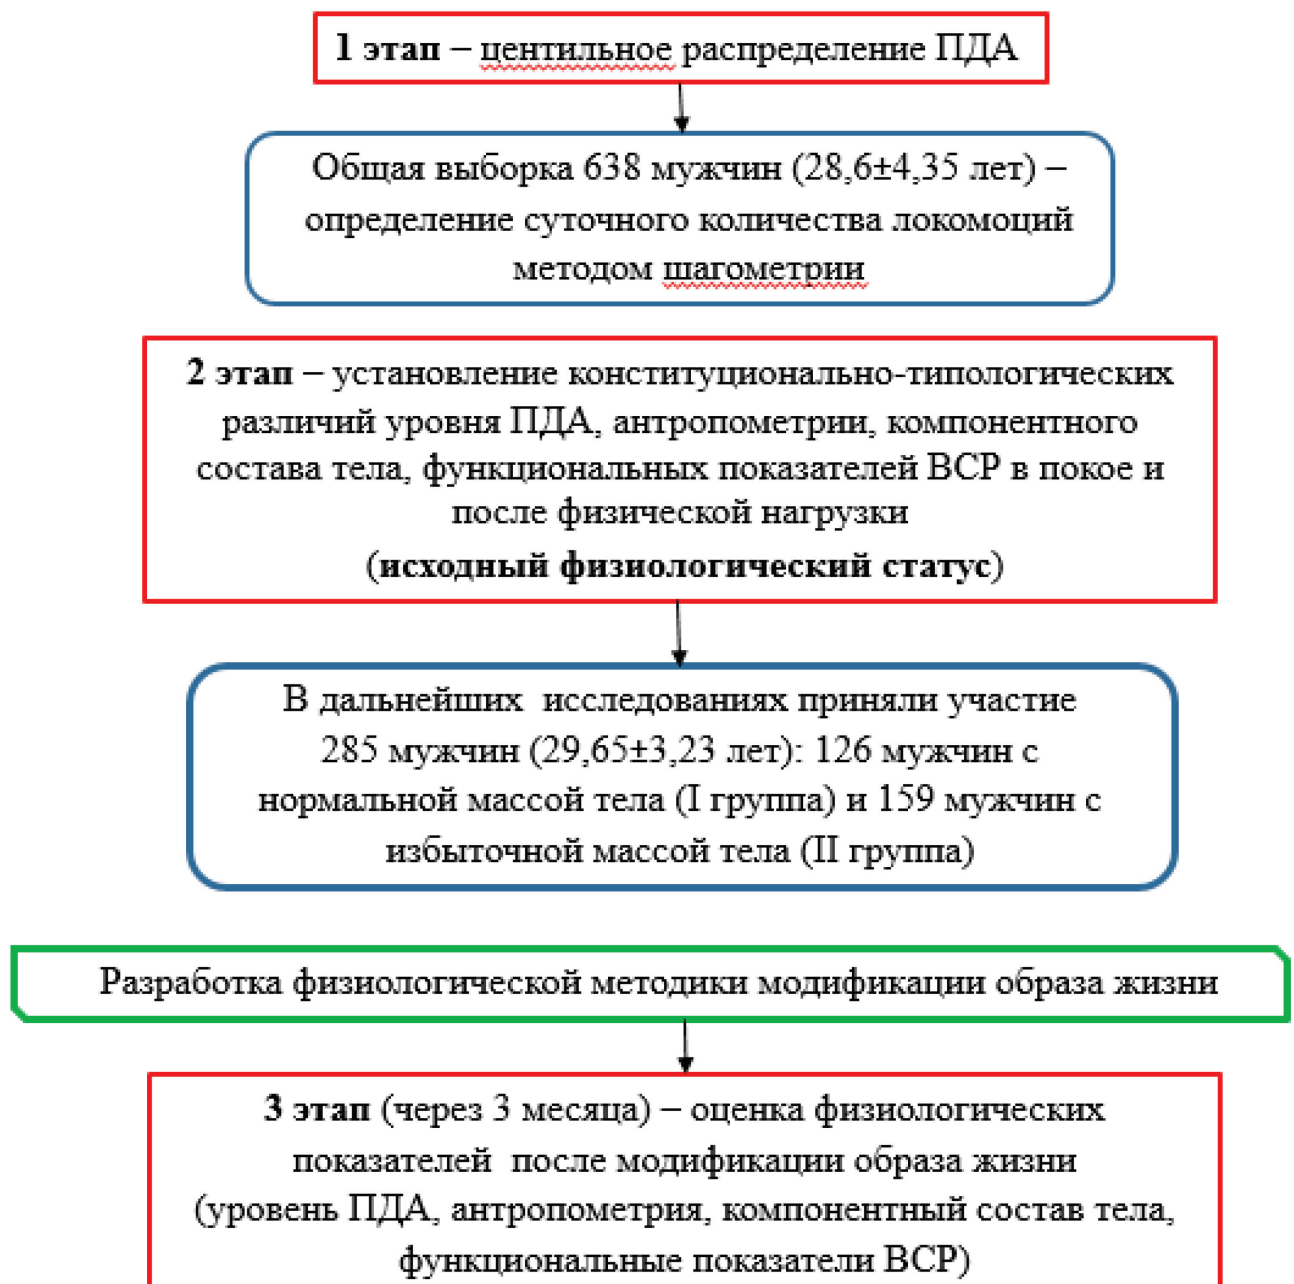 1 этап – центильное распределение ПДА
Общая выборка 638 мужчин (28,6±4,35 лет) –
определение суточного количества локомоций
методом шагометрии
2 этап – установление конституционально-типологических
различий уровня ПДА, антропометрии, компонентного
состава тела, функциональных показателей ВСР в покое и
после физической нагрузки
(исходный физиологический статус)
В дальнейших исследованиях приняли участие
285 мужчин (29,65±3,23 лет): 126 мужчин с
нормальной массой тела (I группа) и 159 мужчин с
избыточной массой тела (II группа)
Разработка физиологической методики модификации образа жизни
3 этап (через 3 месяца) – оценка физиологических
показателей после модификации образа жизни
(уровень ПДА, антропометрия, компонентный состав тела,
функциональные показатели ВСР)